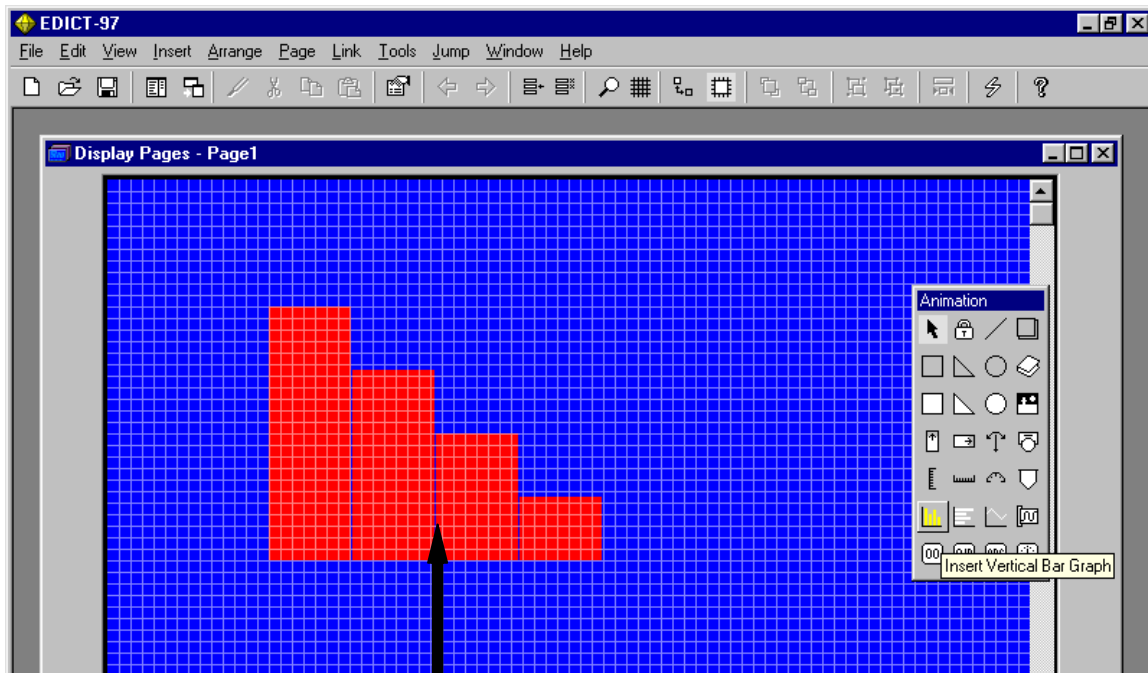 EDICT-97
File Edit View Insert Arrange Page Link Tools Jump Window Help
Display Pages - Page1
Animation
Insert Vertical Bar Graph